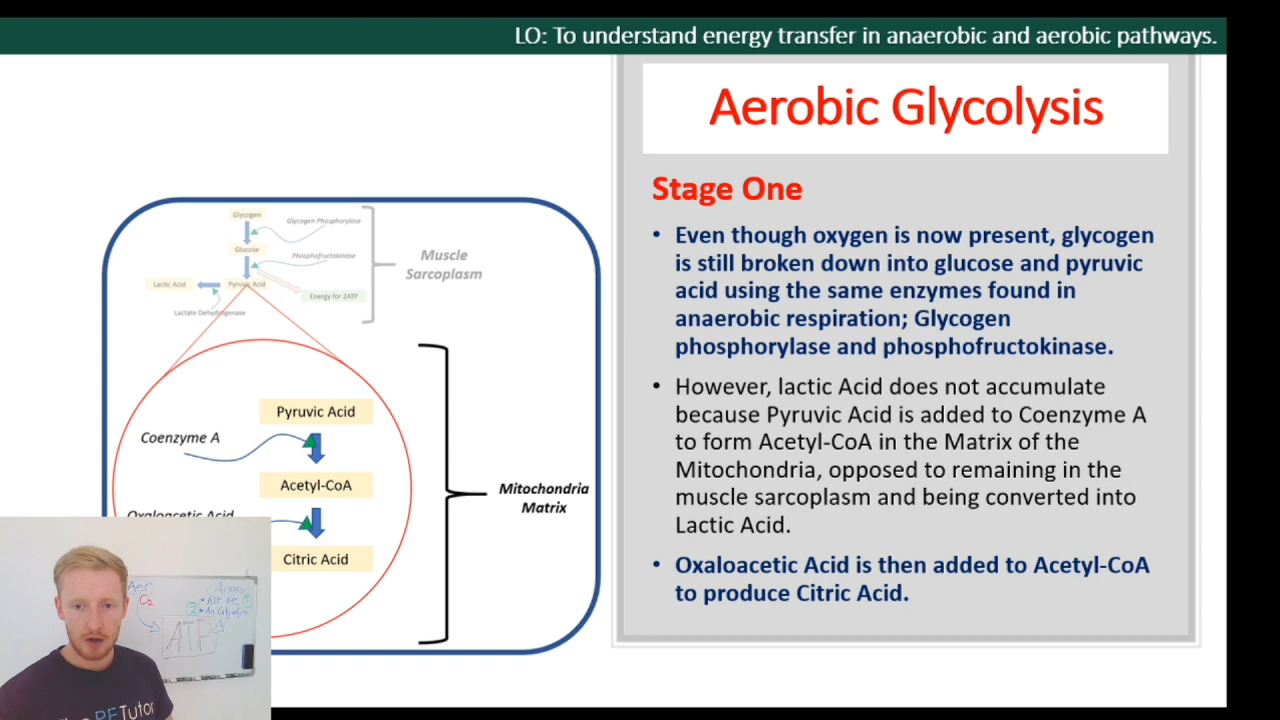 LO: To understand energy transfer in anaerobic and aerobic pathways.
Aerobic Glycolysis
Stage One
• Even though oxygen is now present, glycogen
is still broken down into glucose and pyruvic
acid using the same enzymes found in
anaerobic respiration; Glycogen
phosphorylase and phosphofructokinase.
• However, lactic Acid does not accumulate
because Pyruvic Acid is added to Coenzyme A
to form Acetyl-CoA in the Matrix of the
Mitochondria, opposed to remaining in the
muscle sarcoplasm and being converted into
Lactic Acid.
• Oxaloacetic Acid is then added to Acetyl-CoA
to produce Citric Acid.
Glycogen
Glycogen Phosphorylase
Glucose
Phosphofructokinase
Lactic Acid
Pyruvic Acid
Energy for 2ATP
Lactate Dehydrogenase
Muscle
Sarcoplasm
Pyruvic Acid
Coenzyme A
Acetyl-CoA
Oxaloacetic Acid
Citric Acid
Mitochondria
Matrix
Aer
O2
ATP PC
ATP
PE Tutor